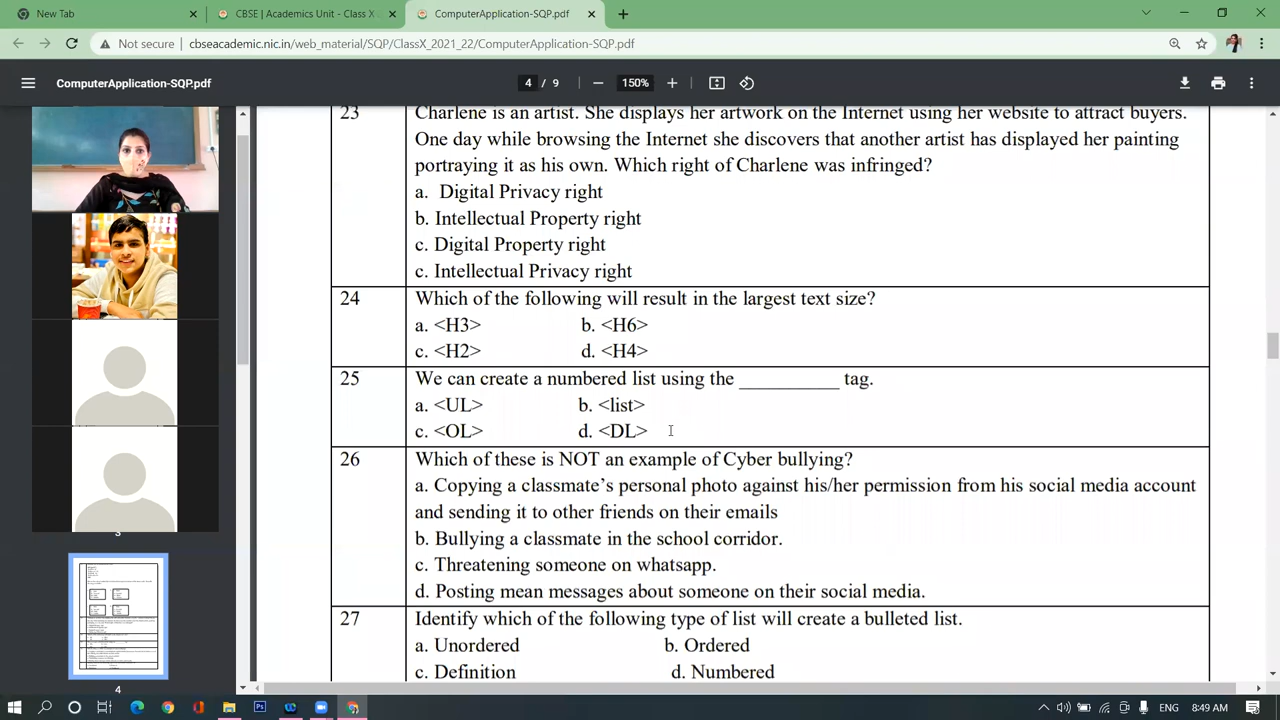 New Tab
CBSE | Academics Unit - Class X
ComputerApplication-SQP.pdf
Not secure | cbseacademic.nic.in/web_material/SQP/ClassX_2021_22/ComputerApplication-SQP.pdf
ComputerApplication-SQP.pdf
4 / 9
150%
23 Charlene is an artist. She displays her artwork on the Internet using her website to attract buyers.
One day while browsing the Internet she discovers that another artist has displayed her painting
portraying it as his own. Which right of Charlene was infringed?
a. Digital Privacy right
b. Intellectual Property right
c. Digital Property right
c. Intellectual Privacy right
24 Which of the following will result in the largest text size?
a. <H3> b. <H6>
c. <H2> d. <H4>
25 We can create a numbered list using the __________ tag.
a. <UL> b. <list>
c. <OL> d. <DL>
26 Which of these is NOT an example of Cyber bullying?
a. Copying a classmate’s personal photo against his/her permission from his social media account
and sending it to other friends on their emails
b. Bullying a classmate in the school corridor.
c. Threatening someone on whatsapp.
d. Posting mean messages about someone on their social media.
27 Identify which of the following type of list will create a bulleted list.
a. Unordered b. Ordered
c. Definition d. Numbered
3
4
ENG
8:49 AM